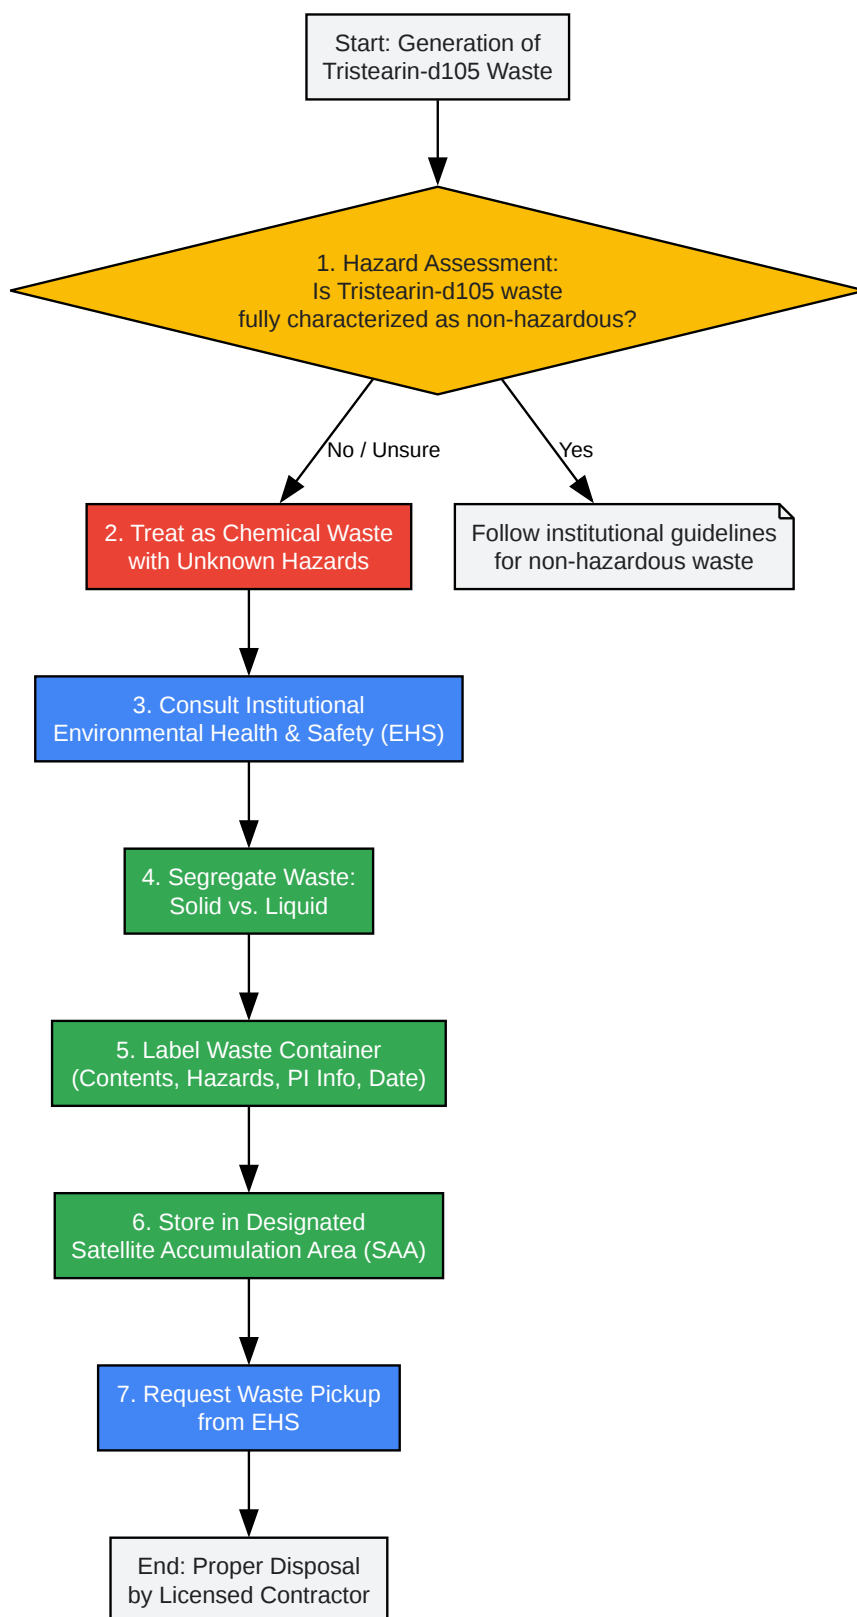 Start: Generation of
Tristearin-d105 Waste
1. Hazard Assessment:
Is Tristearin-d105 waste
fully characterized as non-hazardous?
No / Unsure
Yes
2. Treat as Chemical Waste
with Unknown Hazards
Follow institutional guidelines
for non-hazardous waste
3. Consult Institutional
Environmental Health & Safety (EHS)
4. Segregate Waste:
Solid vs. Liquid
5. Label Waste Container
(Contents, Hazards, PI Info, Date)
6. Store in Designated
Satellite Accumulation Area (SAA)
7. Request Waste Pickup
from EHS
End: Proper Disposal
by Licensed Contractor